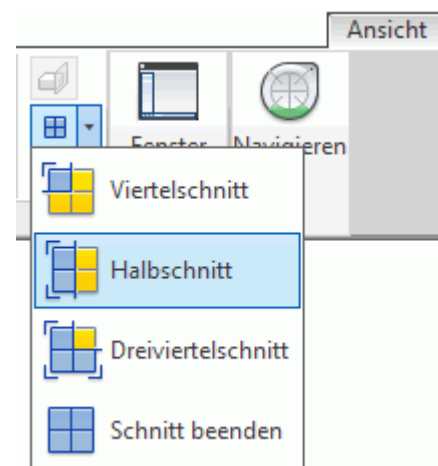 Ansicht
Fenster
Navigieren
Viertelschnitt
Halbschnitt
Dreiviertelschnitt
Schnitt beenden